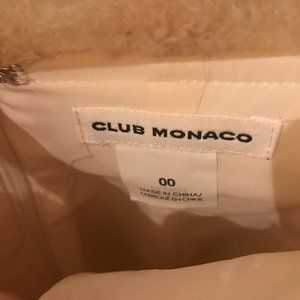 CLUB MONACO
00
MADE IN CHINA/
FABRIQUÉ EN CHINE